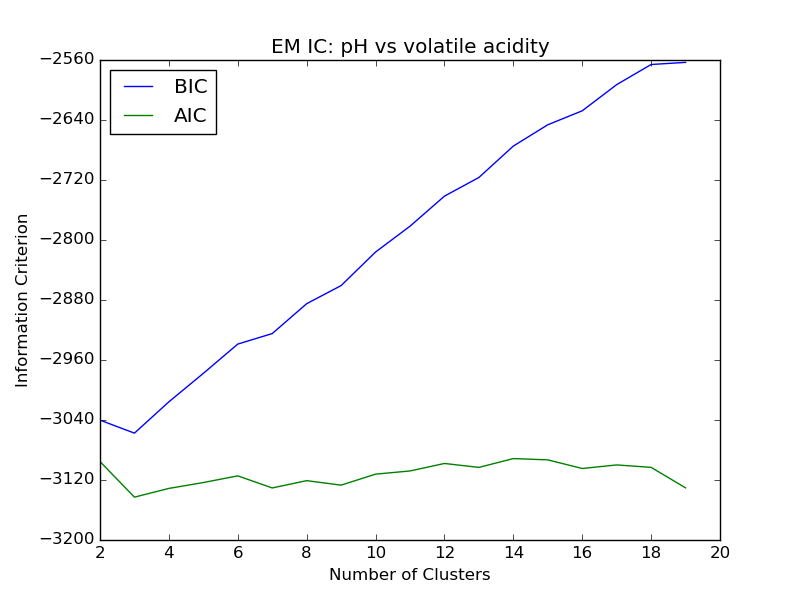 EM IC: pH vs volatile acidity
BIC
AIC
−2560
−2640
−2720
−2800
−2880
−2960
−3040
−3120
−3200
Information Criterion
2 4 6 8 10 12 14 16 18 20
Number of Clusters